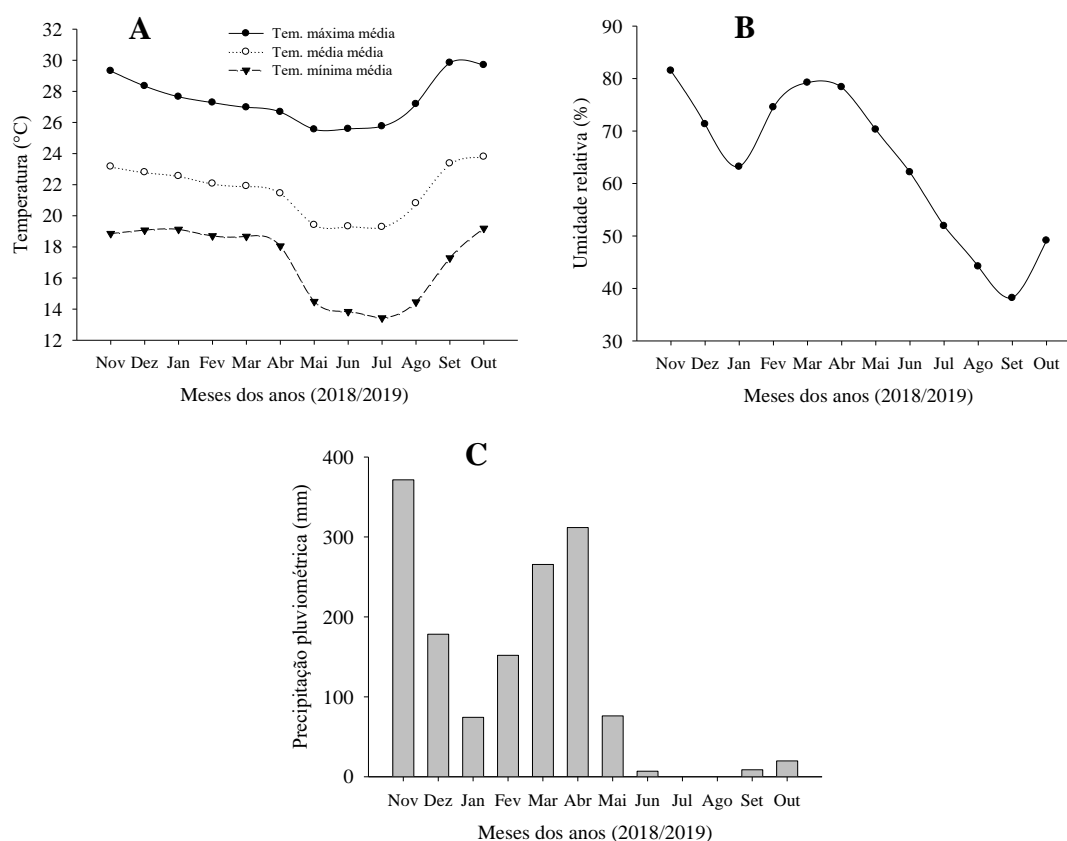 A
Tem. máxima média
Tem. média média
Tem. mínima média
Temperatura (°C)
32
30
28
26
24
22
20
18
16
14
12
Nov Dez Jan Fev Mar Abr Mai Jun Jul Ago Set Out
Meses dos anos (2018/2019)
B
Umidade relativa (%)
90
80
70
60
50
40
30
Nov Dez Jan Fev Mar Abr Mai Jun Jul Ago Set Out
Meses dos anos (2018/2019)
C
Precipitação pluviométrica (mm)
400
300
200
100
0
Nov Dez Jan Fev Mar Abr Mai Jun Jul Ago Set Out
Meses dos anos (2018/2019)